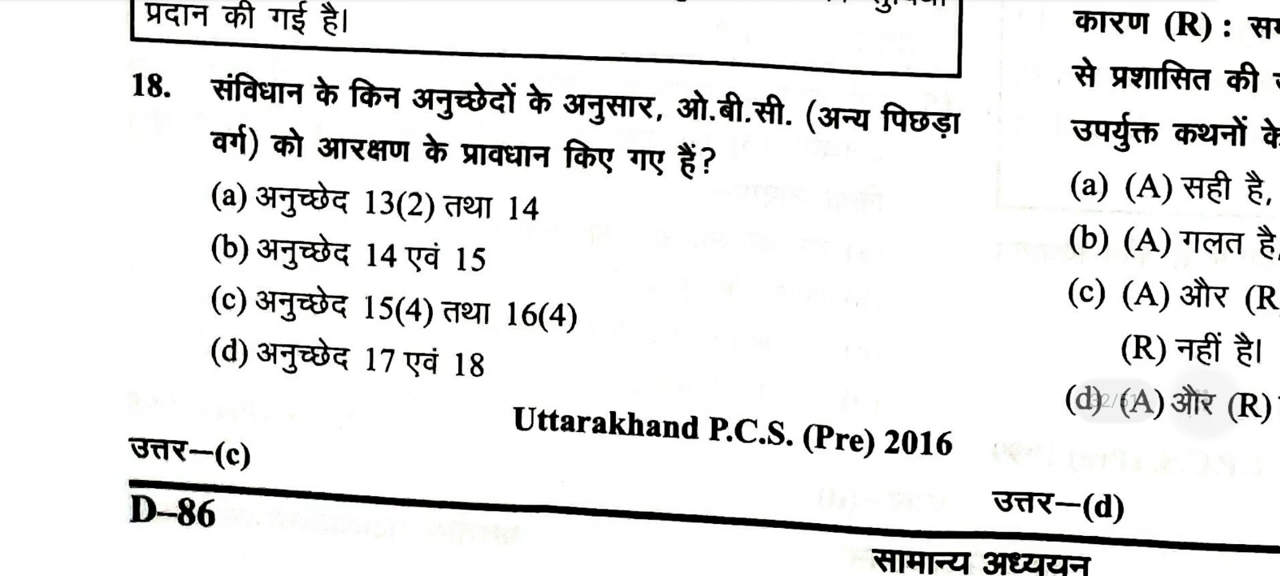 प्रदान की गई है।
18. संविधान के किन अनुच्छेदों के अनुसार, ओ.बी.सी. (अन्य पिछड़ा
वर्ग) को आरक्षण के प्रावधान किए गए हैं?
(a) अनुच्छेद 13(2) तथा 14
(b) अनुच्छेद 14 एवं 15
(c) अनुच्छेद 15(4) तथा 16(4)
(d) अनुच्छेद 17 एवं 18
Uttarakhand P.C.S. (Pre) 2016
उत्तर–(c)
D–86
कारण (R) :
से प्रशासित की
उपर्युक्त कथनों के
(a) (A) सही है,
(b) (A) गलत है,
(c) (A) और (R
(R) नहीं है।
(d) (A) और (R)
32/51
उत्तर–(d)
सामान्य अध्ययन